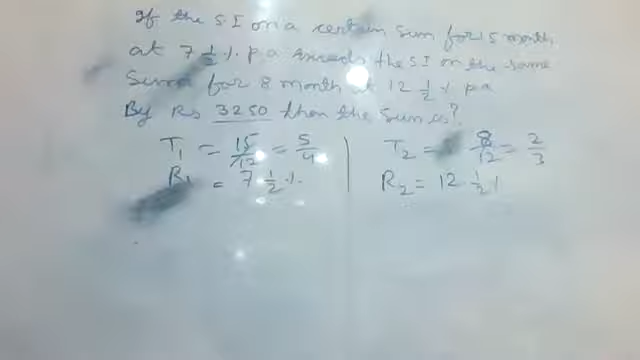 If the S I on a certain Sum for 15 month
at 7 1/2 % p.a exceeds the S I on the same
Sum for 8 month at 12 1/2 % p.a
By Rs 3250 then the Sum is?
T1 = 15/12 = 5/4 T2 = 8/12 = 2/3
R1 = 7 1/2 % R2 = 12 1/2 %